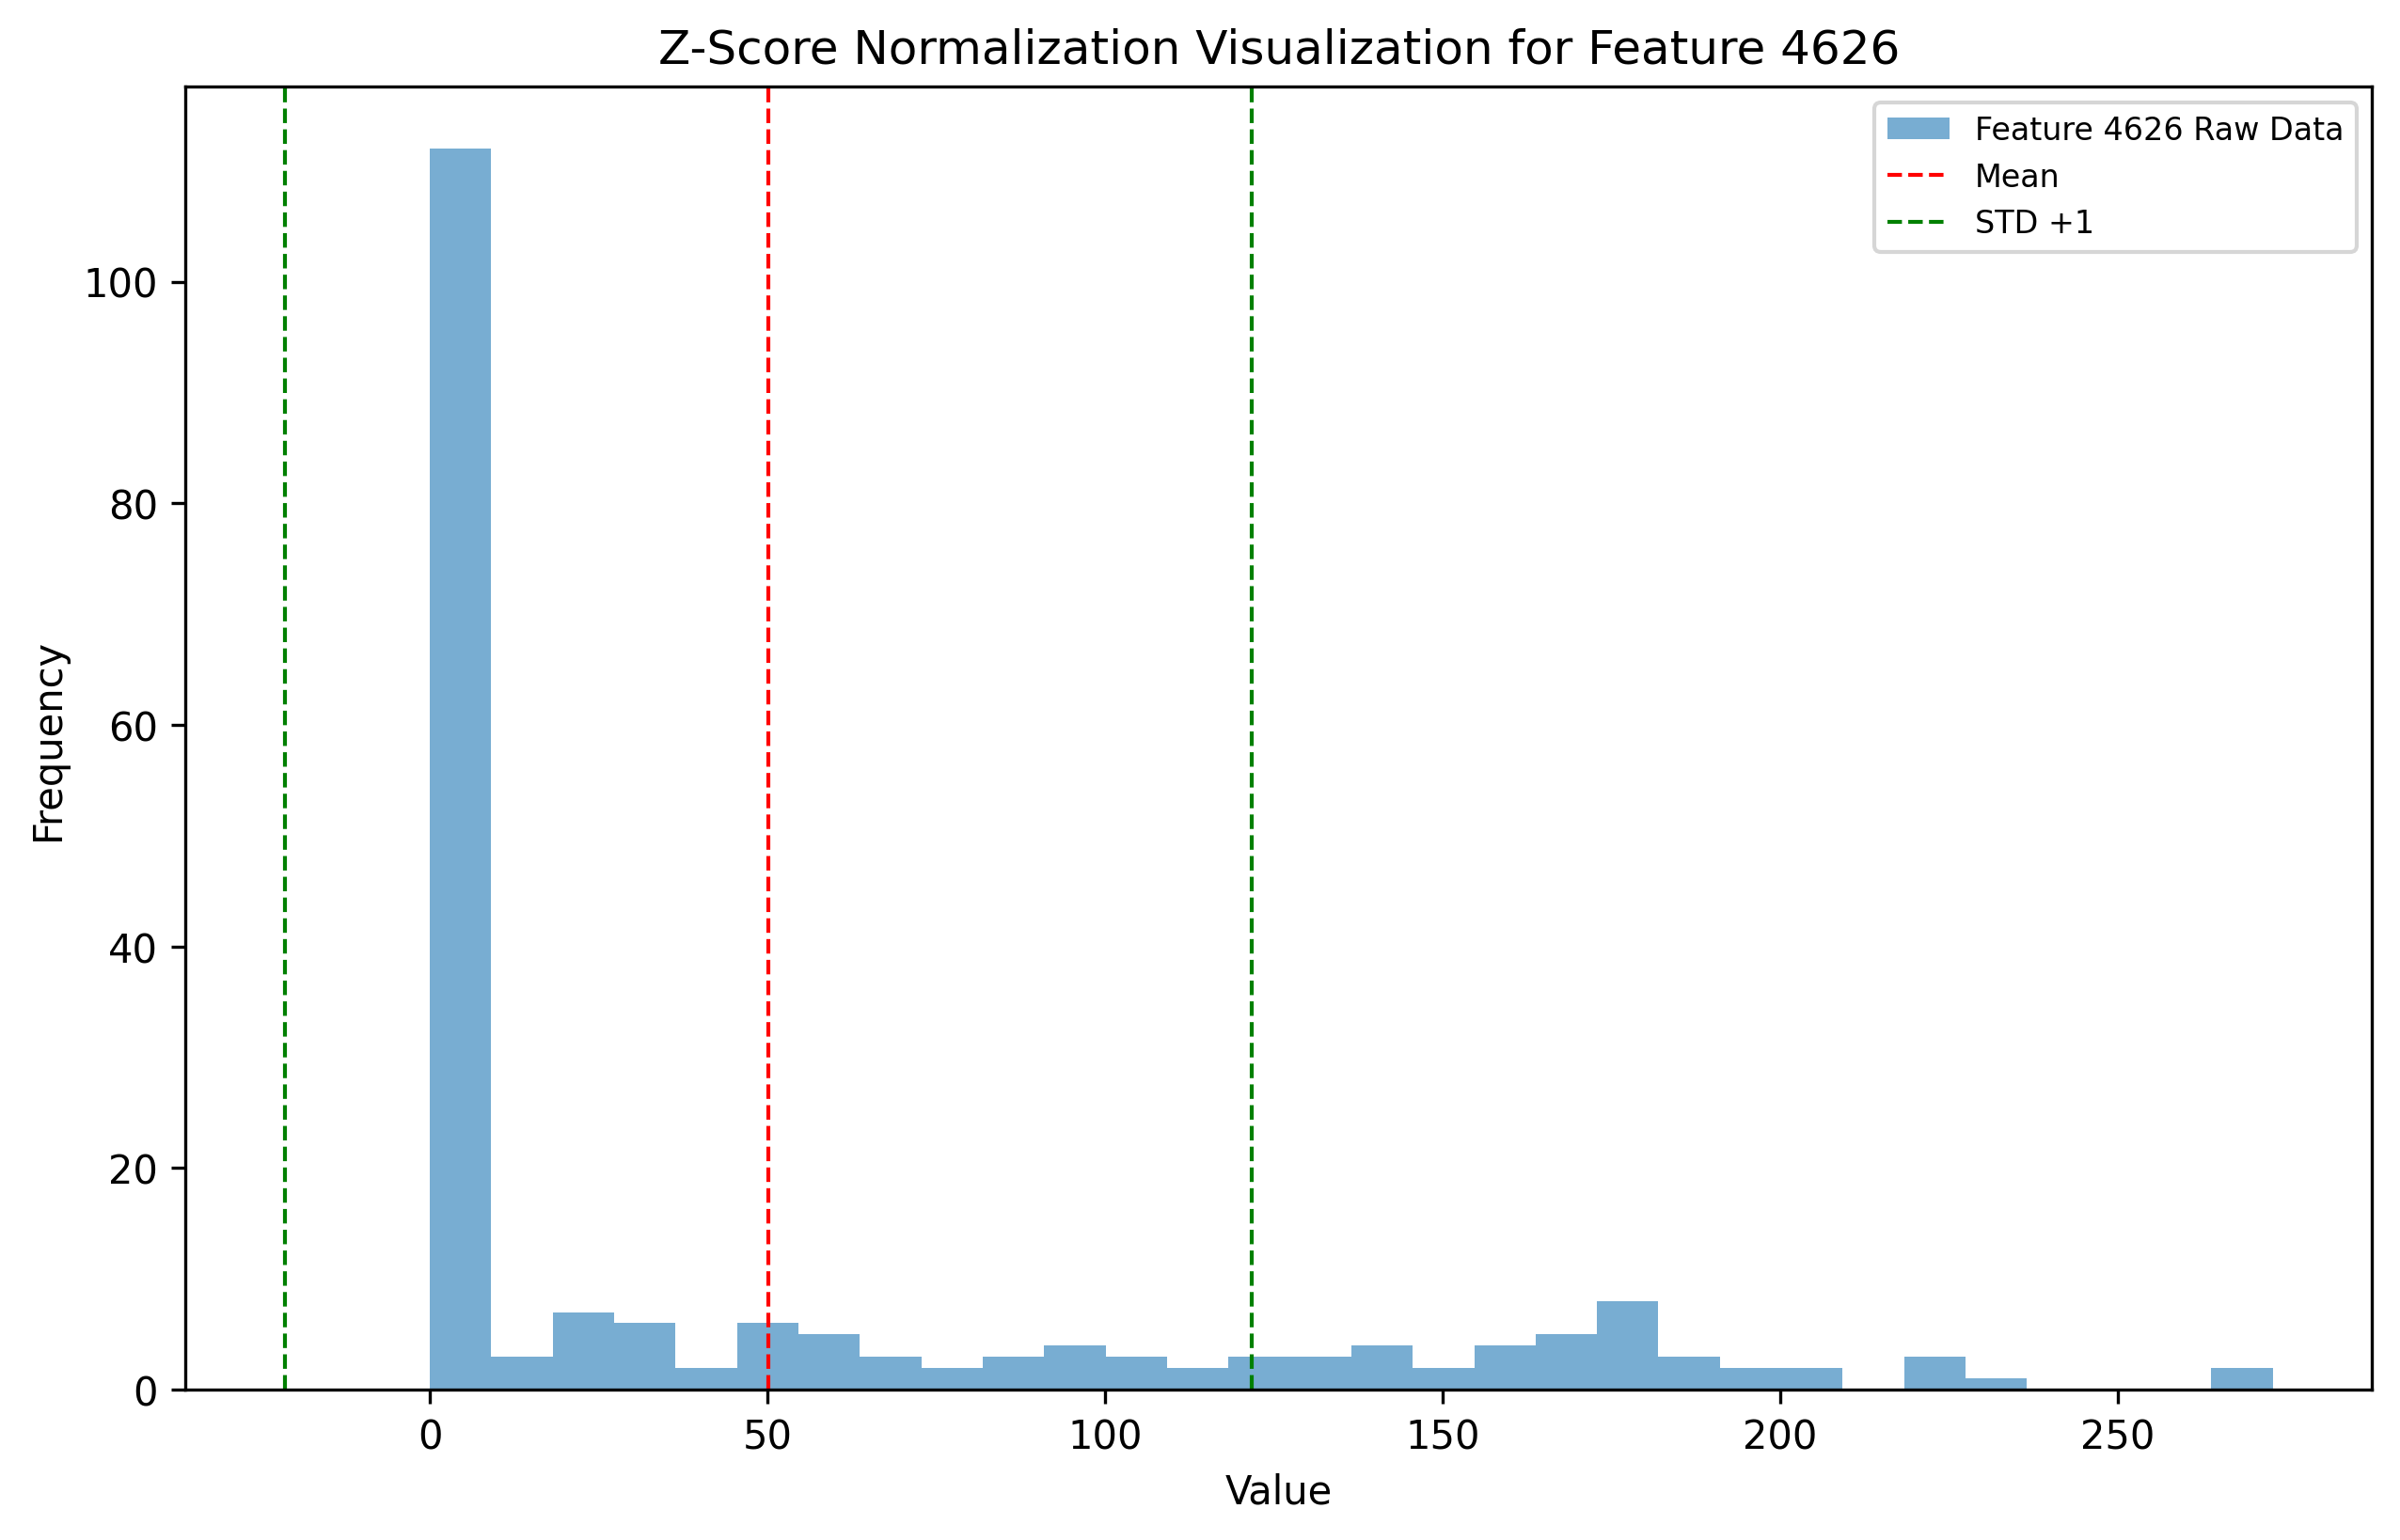 Z-Score Normalization Visualization for Feature 4626
Feature 4626 Raw Data
Mean
STD +1
100
80
60
40
20
0
Frequency
0 50 100 150 200 250
Value